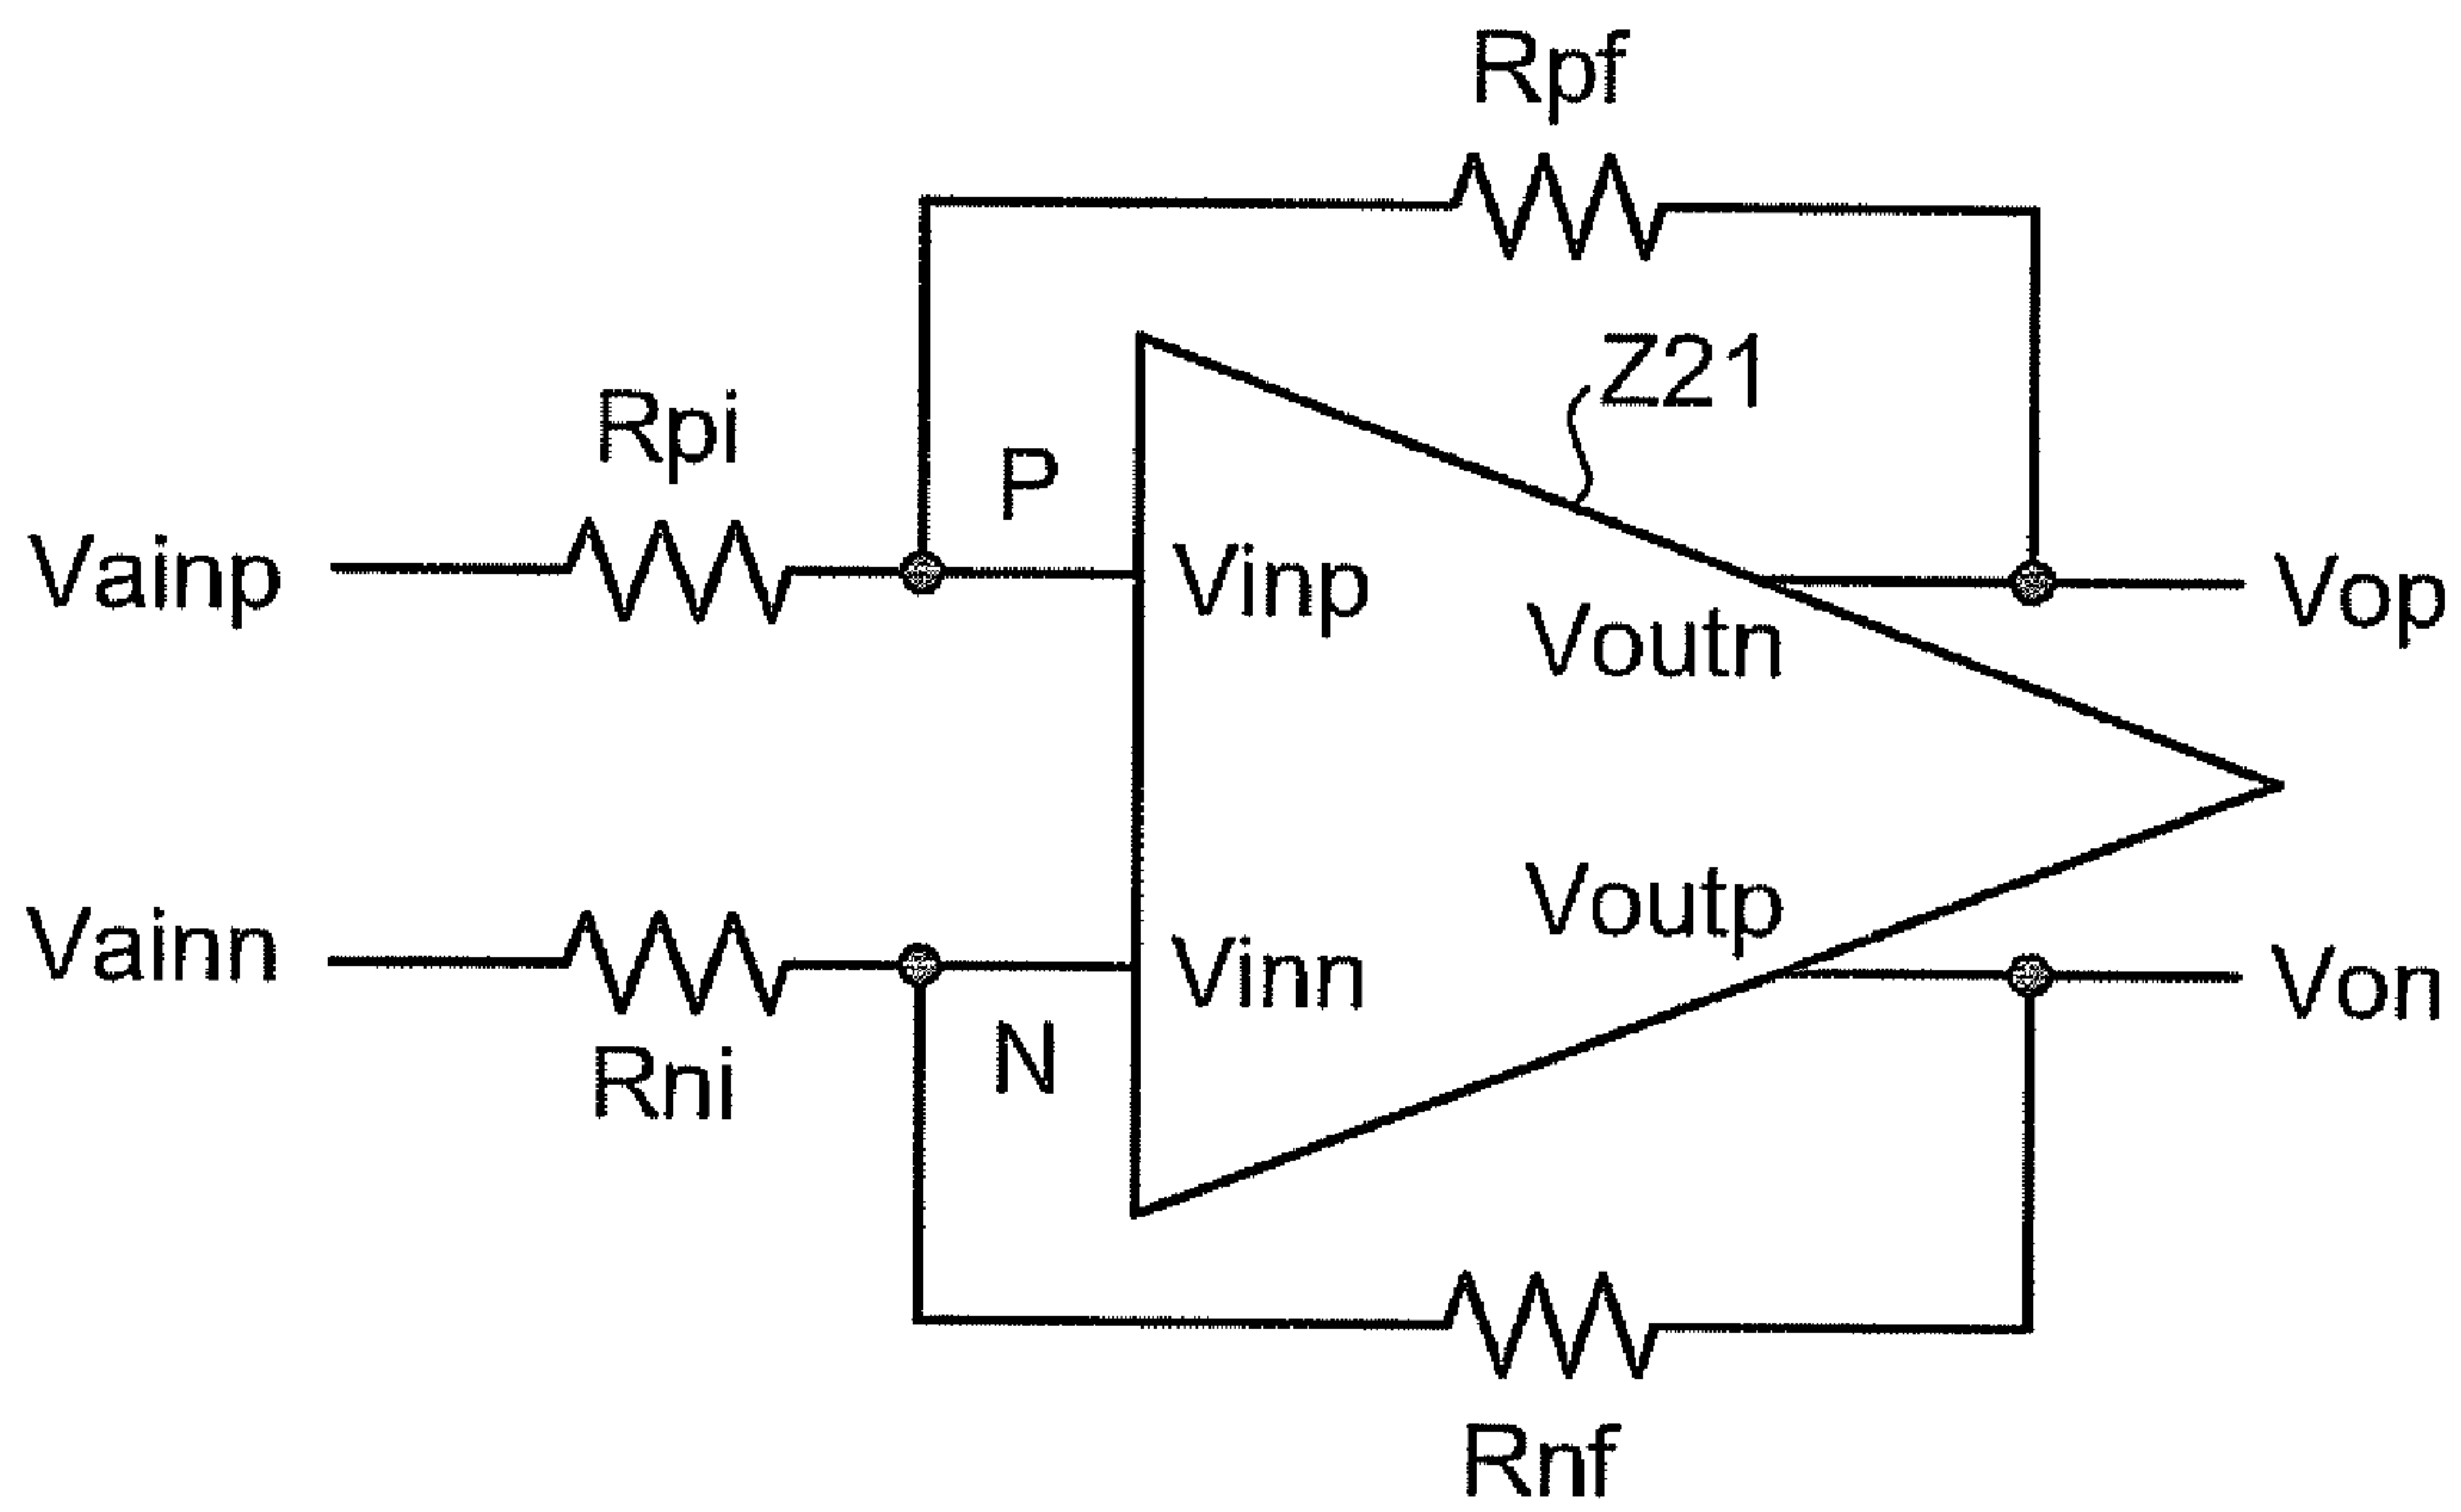 Rpf
Z21
Rpi
P
Vainp
Vinp
Voutn
Vop
Vainn
Rni
N
Vinn
Voutp
Von
Rnf